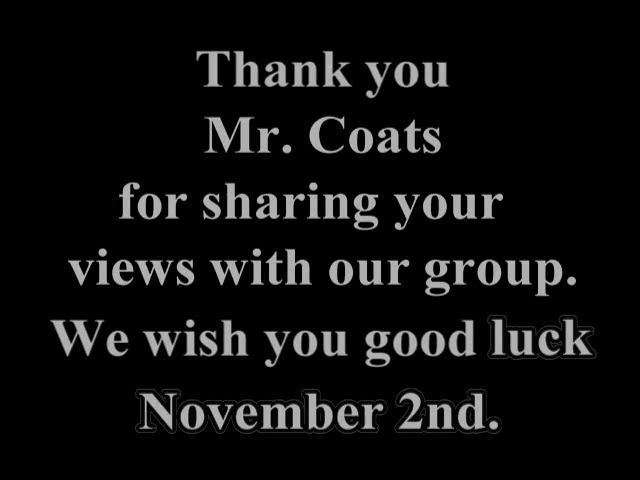 Thank you
Mr. Coats
for sharing your
views with our group.
We wish you good luck
November 2nd.